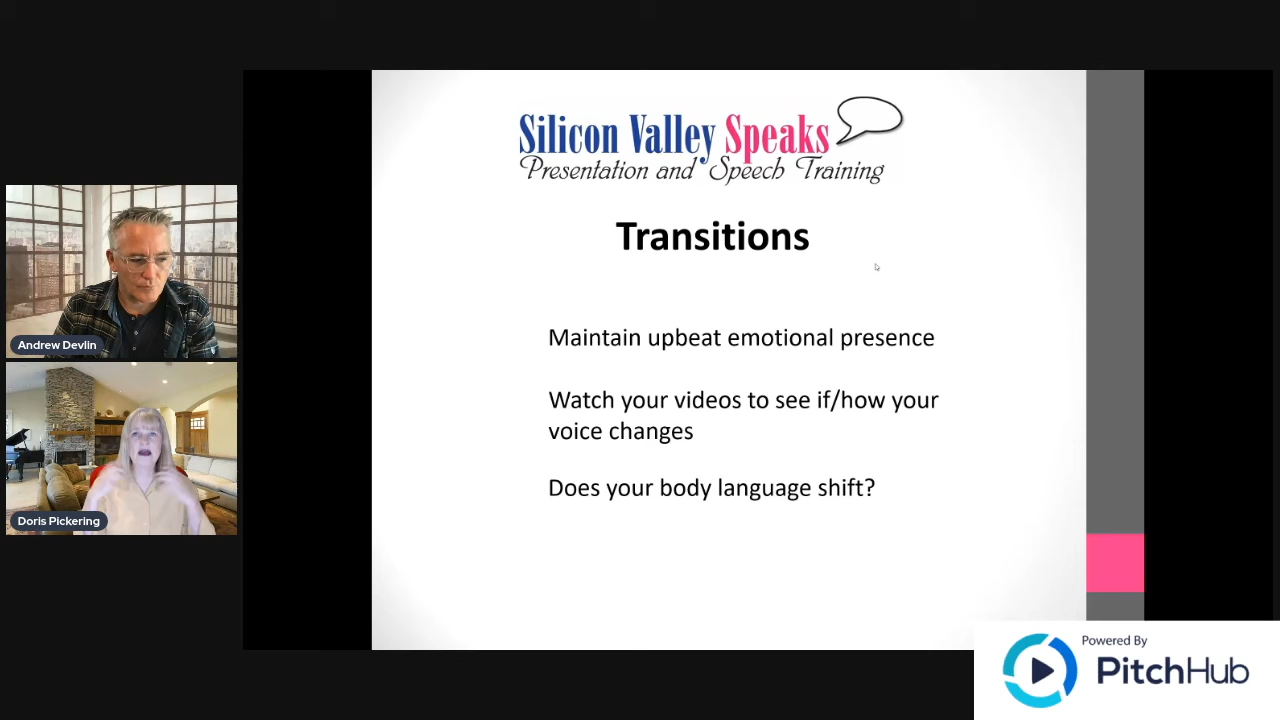 Silicon Valley Speaks
Presentation and Speech Training
Transitions
Maintain upbeat emotional presence
Watch your videos to see if/how your
voice changes
Does your body language shift?
Andrew Devlin
Doris Pickering
Powered By
PitchHub